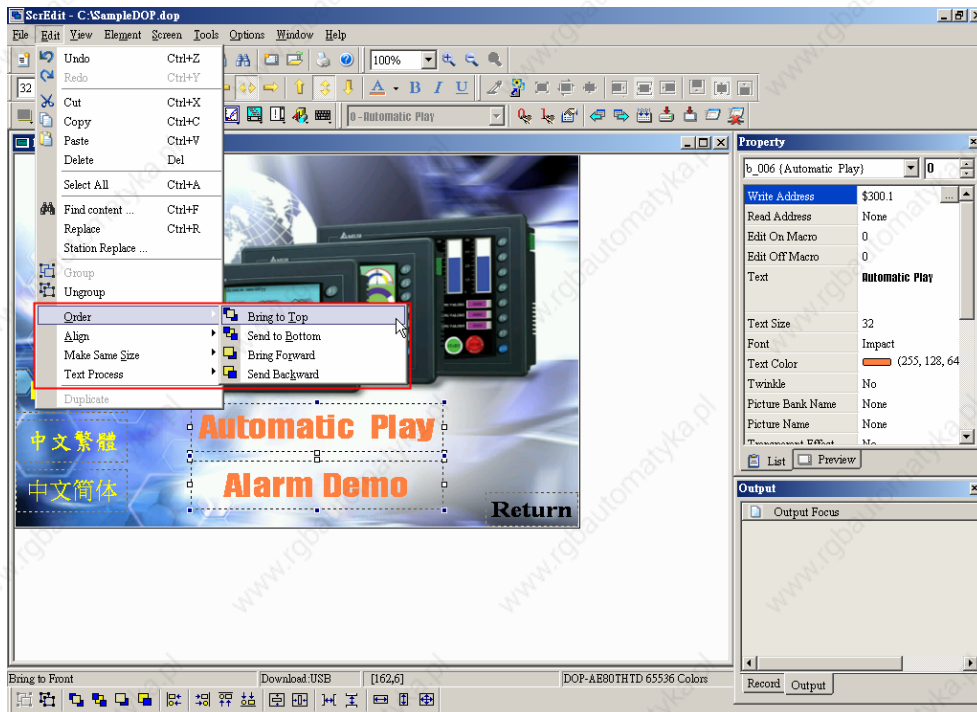 ScrEdit - C:\SampleDOP.dop
File Edit View Element Screen Tools Options Window Help
100%
32
A B I U
0 - Automatic Play
Undo Ctrl+Z
Redo Ctrl+Y
Cut Ctrl+X
Copy Ctrl+C
Paste Ctrl+V
Delete Del
Select All Ctrl+A
Find content ... Ctrl+F
Replace Ctrl+R
Station Replace ...
Group
Ungroup
Order
Align
Make Same Size
Text Process
Duplicate
Bring to Top
Send to Bottom
Bring Forward
Send Backward
中文繁體
中文简体
Automatic Play
Alarm Demo
Return
Property
b_006 {Automatic Play} 0
Write Address $300.1 ...
Read Address None
Edit On Macro 0
Edit Off Macro 0
Text Automatic Play
Text Size 32
Font Impact
Text Color (255, 128, 64
Twinkle No
Picture Bank Name None
Picture Name None
Transparent Effect No
List Preview
Output
Output Focus
Record Output
Bring to Front Download:USB [162,6] DOP-AE80THTD 65536 Colors
www.rgbautomatyka.pl